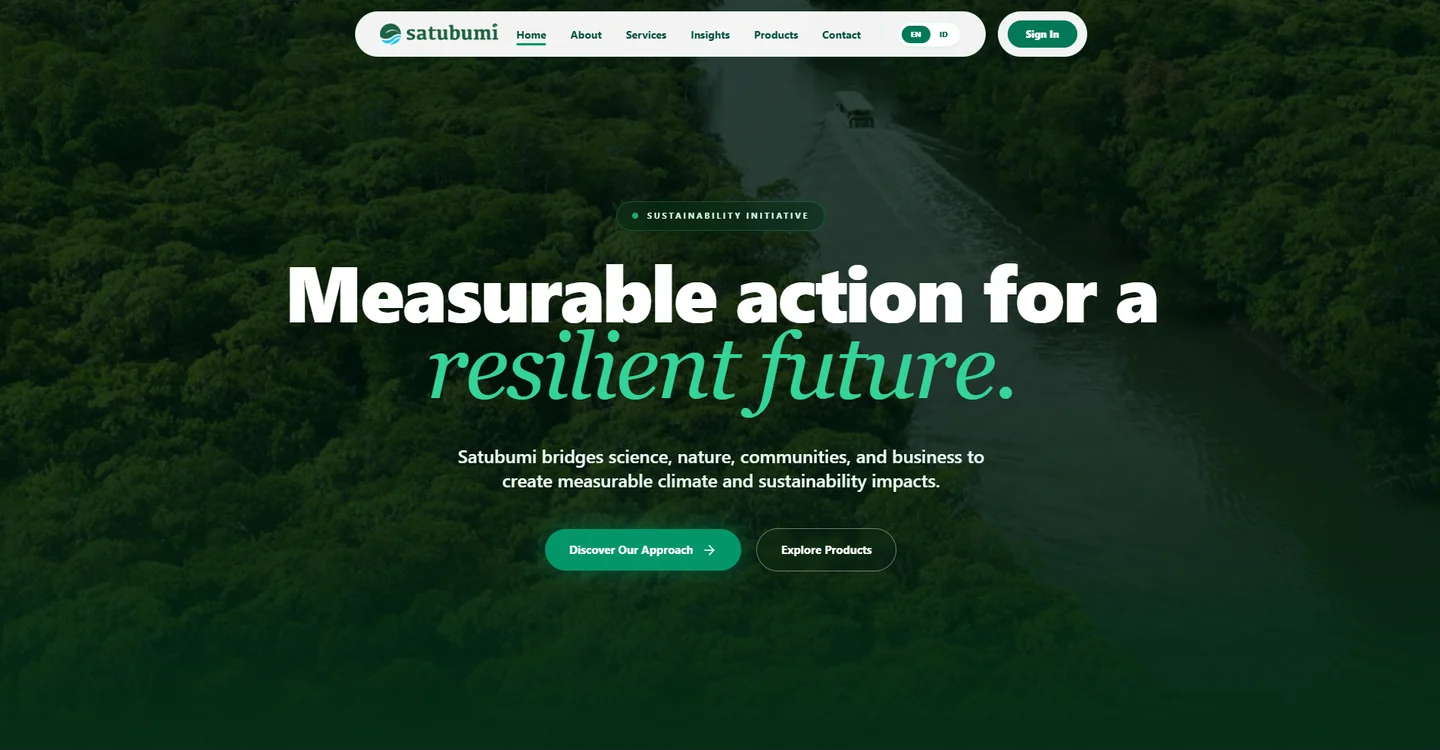 satubumi
Home
About
Services
Insights
Products
Contact
EN
ID
Sign In
SUSTAINABILITY INITIATIVE
Measurable action for a
resilient future.
Satubumi bridges science, nature, communities, and business to
create measurable climate and sustainability impacts.
Discover Our Approach →
Explore Products